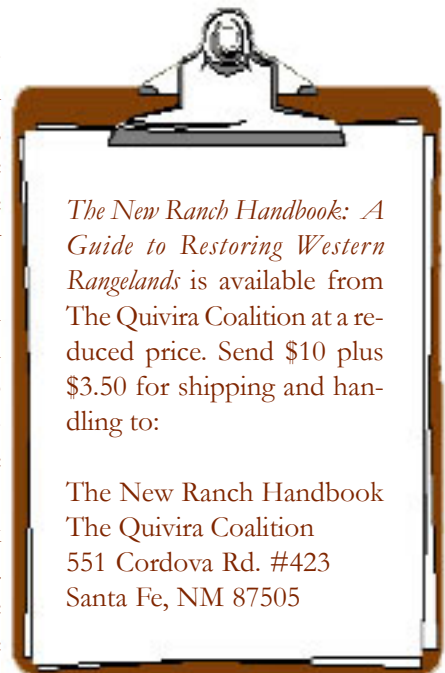 The New Ranch Handbook: A
Guide to Restoring Western
Rangelands is available from
The Quivira Coalition at a re-
duced price. Send $10 plus
$3.50 for shipping and han-
dling to:
The New Ranch Handbook
The Quivira Coalition
551 Cordova Rd. #423
Santa Fe, NM 87505